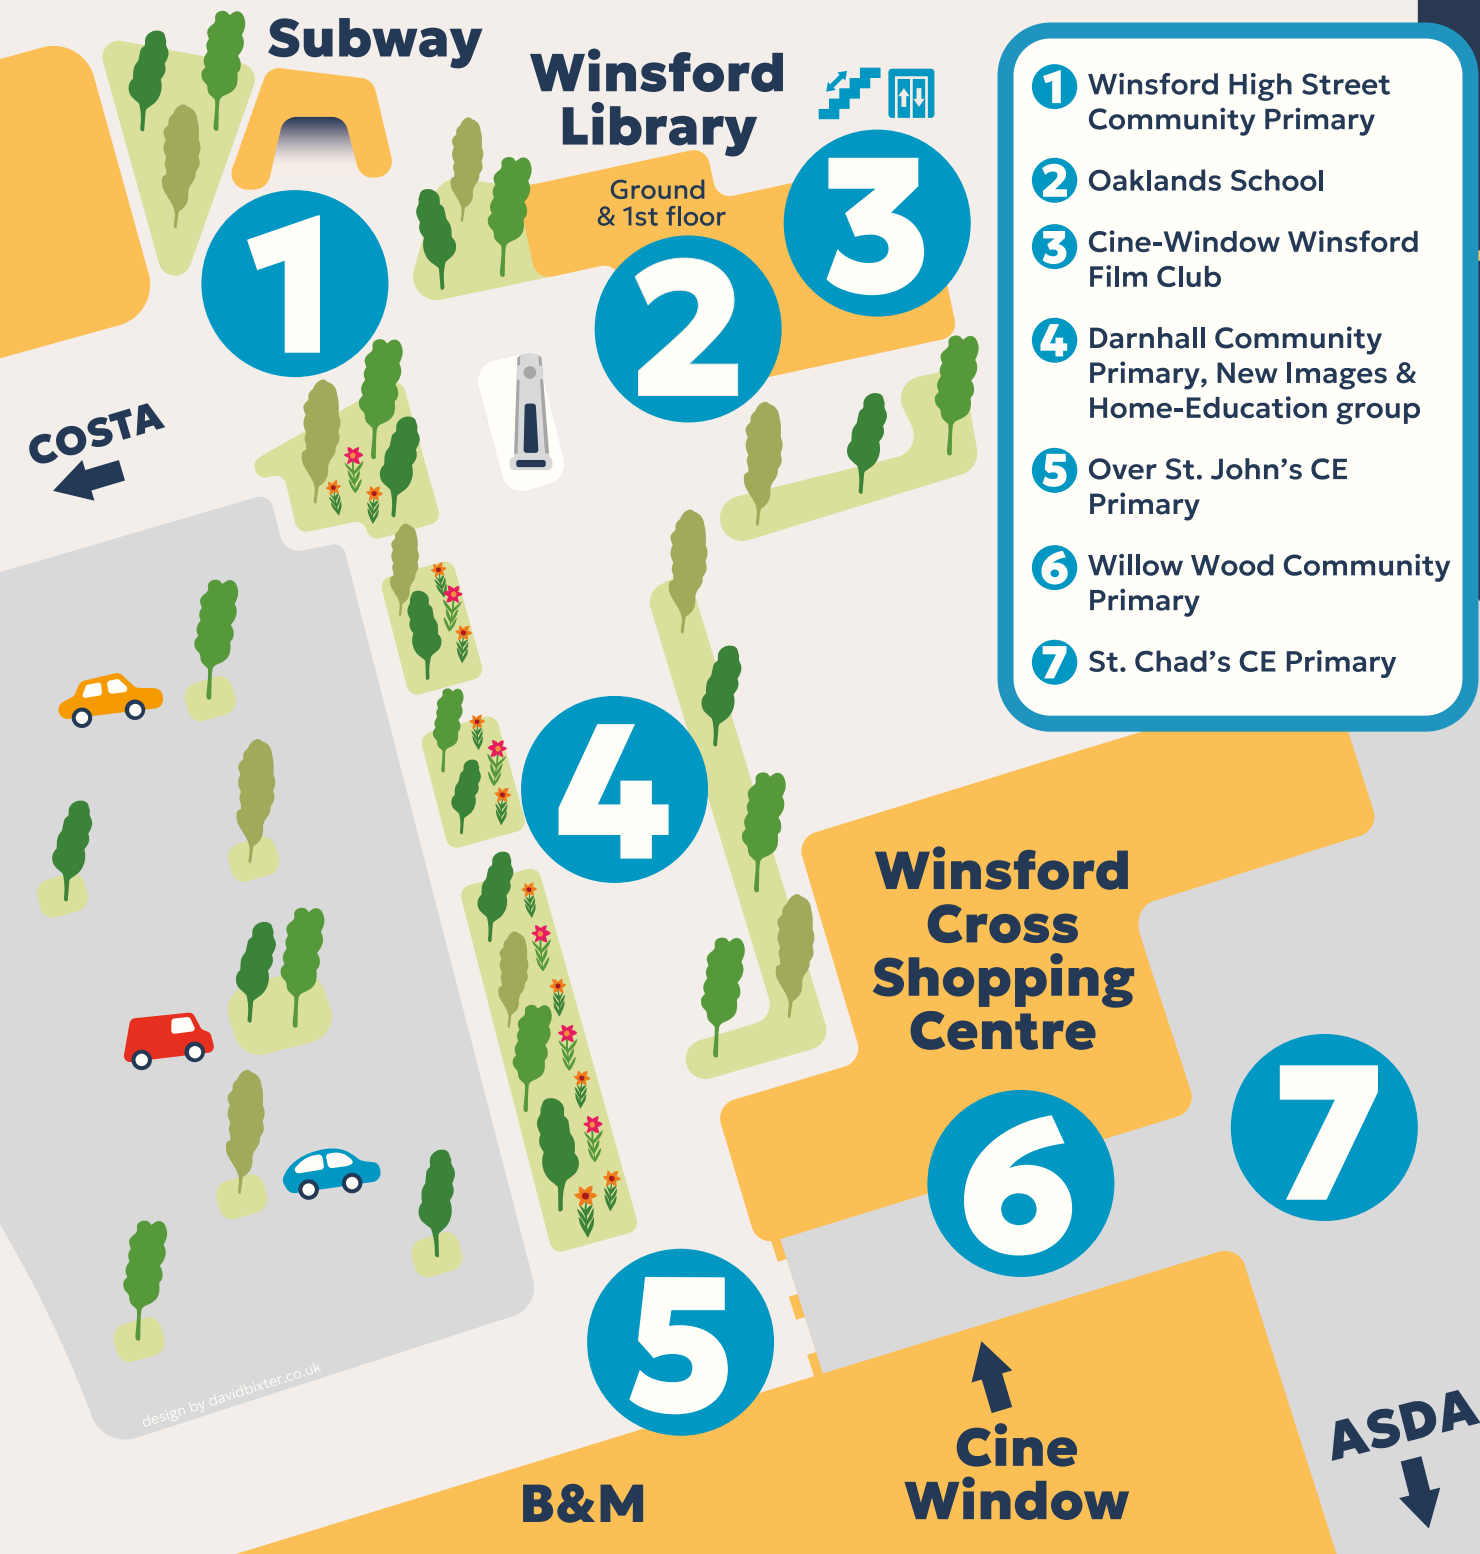 Subway
Winsford
Library
Ground
& 1st floor
1
2
3
COSTA
4
Winsford
Cross
Shopping
Centre
5
6
7
B&M
Cine
Window
ASDA
design by davidbixter.co.uk
1 Winsford High Street
Community Primary
2 Oaklands School
3 Cine-Window Winsford
Film Club
4 Darnhall Community
Primary, New Images &
Home-Education group
5 Over St. John's CE
Primary
6 Willow Wood Community
Primary
7 St. Chad's CE Primary